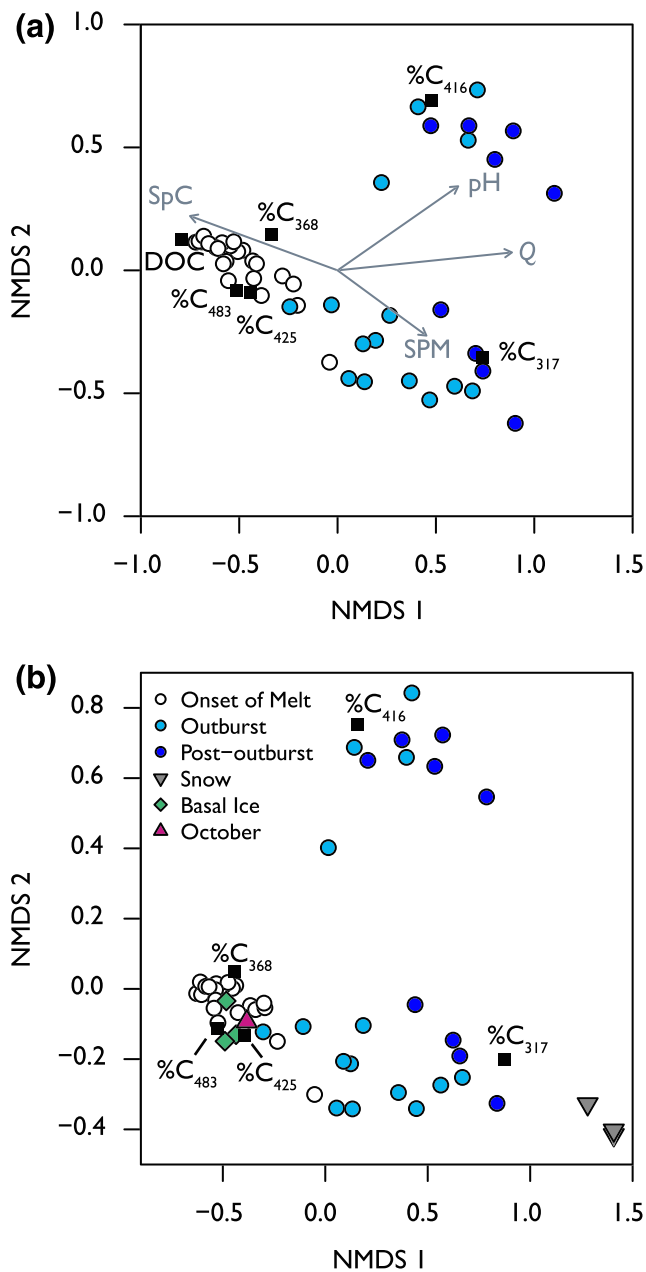 (a)
1.0
0.5
0.0
−0.5
−1.0
NMDS 2
%C416
pH
SpC
%C368
Q
DOC
%C483
%C425
SPM
%C317
−1.0 −0.5 0.0 0.5 1.0 1.5
NMDS 1
(b)
0.8
0.6
0.4
0.2
0.0
−0.2
−0.4
NMDS 2
Onset of Melt
Outburst
Post−outburst
Snow
Basal Ice
October
%C416
%C368
%C317
%C483
%C425
−0.5 0.0 0.5 1.0 1.5
NMDS 1